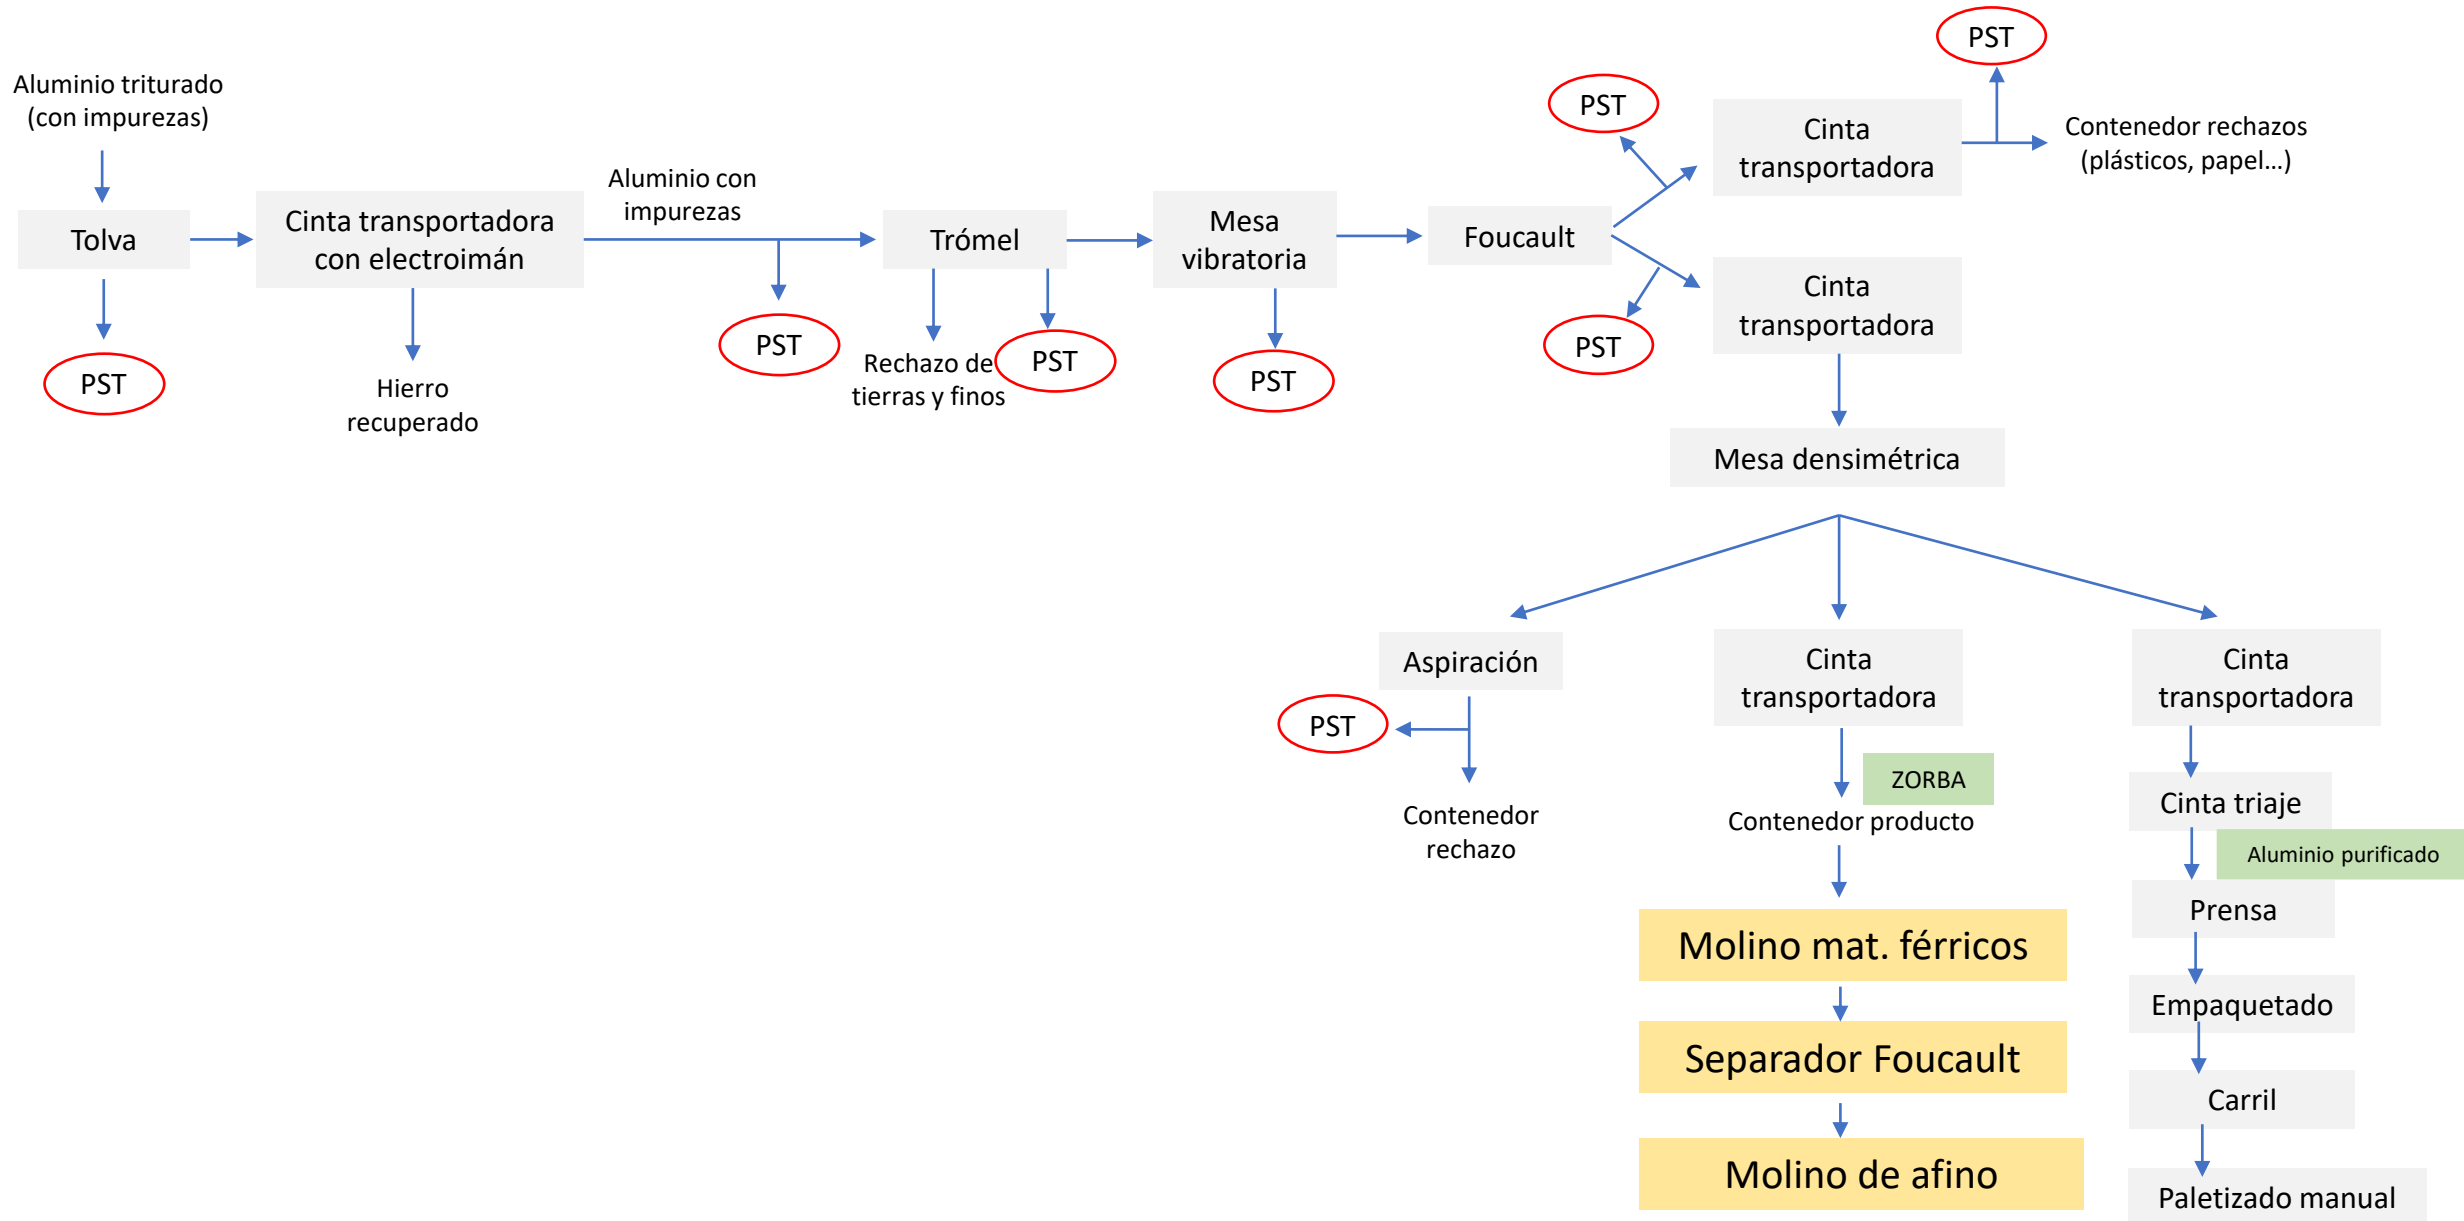 PST
Aluminio triturado
(con impurezas)
PST
Cinta
transportadora
Contenedor rechazos
(plásticos, papel...)
Aluminio con
impurezas
Tolva
Cinta transportadora
con electroimán
Trómel
Mesa
vibratoria
Foucault
Cinta
transportadora
PST
Hierro
recuperado
PST
Rechazo de
tierras y finos
PST
PST
PST
Mesa densimétrica
Aspiración
Cinta
transportadora
Cinta
transportadora
PST
ZORBA
Contenedor
rechazo
Contenedor producto
Cinta triaje
Aluminio purificado
Molino mat. férricos
Prensa
Separador Foucault
Empaquetado
Carril
Molino de afino
Paletizado manual